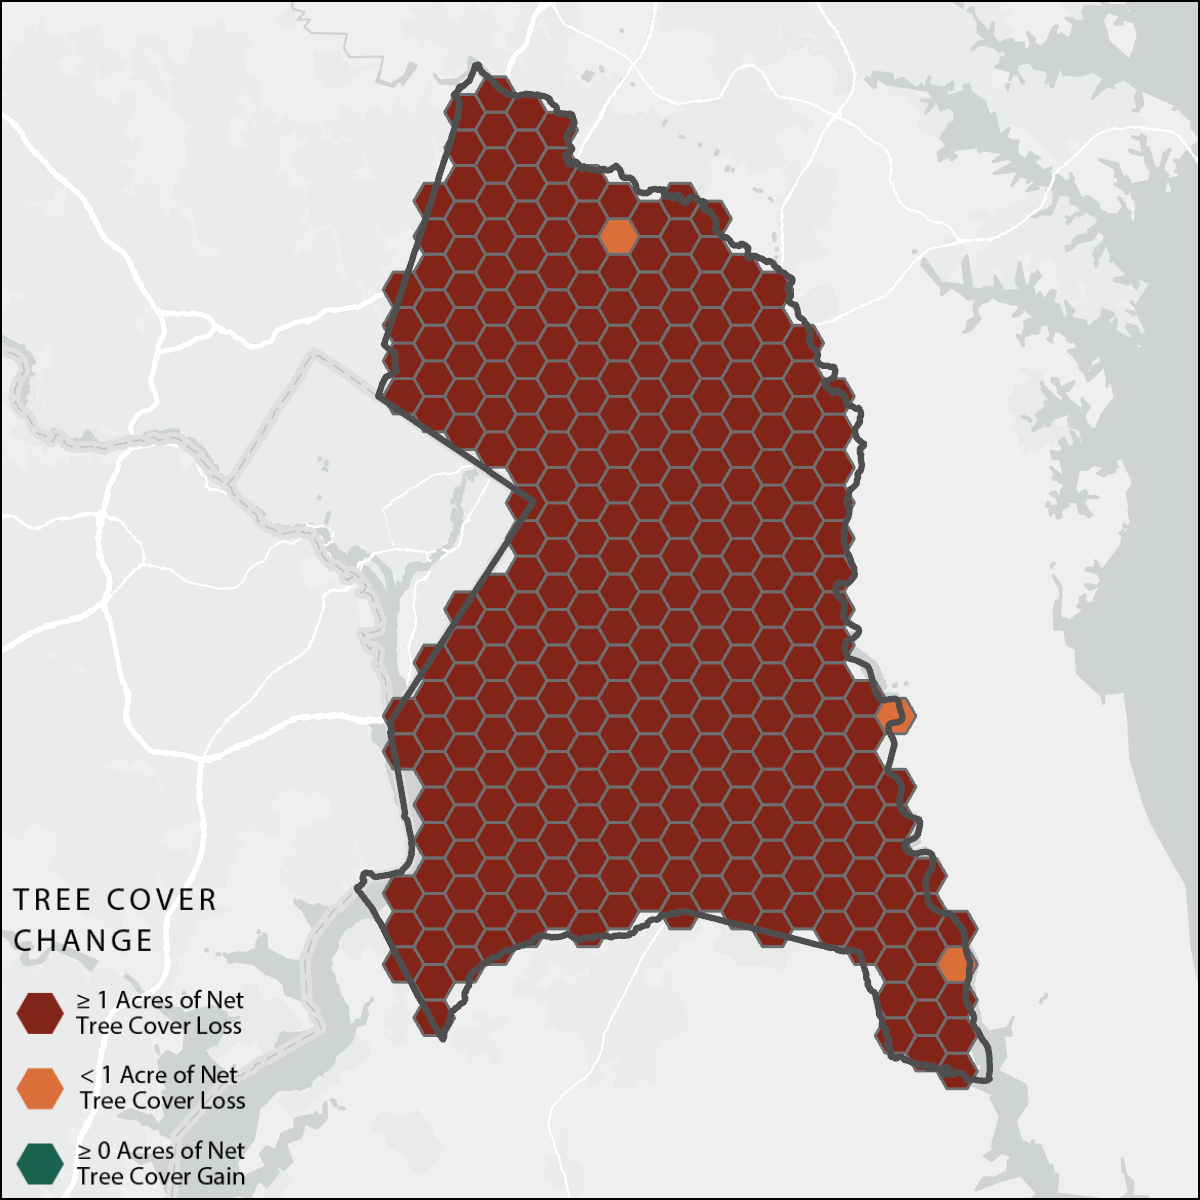 TREE COVER
CHANGE
≥ 1 Acres of Net
Tree Cover Loss
< 1 Acre of Net
Tree Cover Loss
≥ 0 Acres of Net
Tree Cover Gain